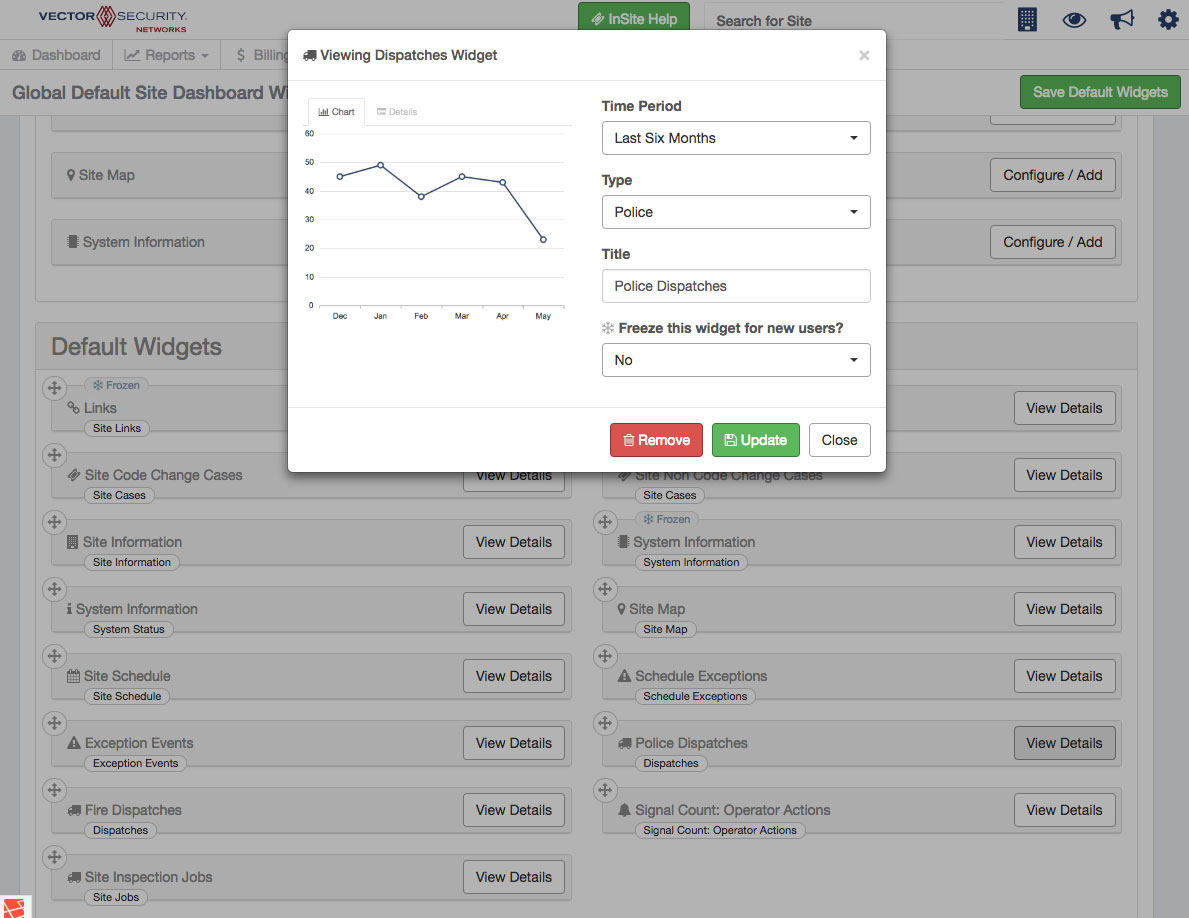 VECTOR SECURITY
NETWORKS
InSite Help
Search for Site
Dashboard
Reports
$ Billing
Global Default Site Dashboard Wi
Save Default Widgets
Viewing Dispatches Widget
×
Chart
Details
60
50
40
30
20
10
0
Dec Jan Feb Mar Apr May
Time Period
Last Six Months
Type
Police
Title
Police Dispatches
Freeze this widget for new users?
No
Remove
Update
Close
Site Map
Configure / Add
System Information
Configure / Add
Default Widgets
Frozen
Links
Site Links
View Details
Site Code Change Cases
Site Cases
View Details
Site Non Code Change Cases
Site Cases
View Details
Site Information
Site Information
View Details
Frozen
System Information
System Information
View Details
System Information
System Status
View Details
Site Map
Site Map
View Details
Site Schedule
Site Schedule
View Details
Schedule Exceptions
Schedule Exceptions
View Details
Exception Events
Exception Events
View Details
Police Dispatches
Dispatches
View Details
Fire Dispatches
Dispatches
View Details
Signal Count: Operator Actions
Signal Count: Operator Actions
View Details
Site Inspection Jobs
Site Jobs
View Details